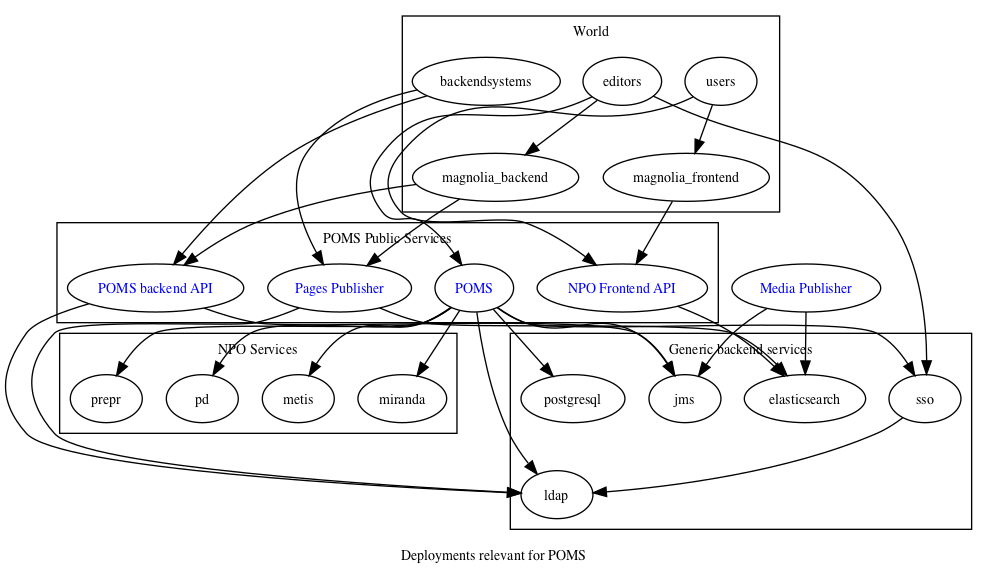 World
backendsystems
editors
users
magnolia_backend
magnolia_frontend
POMS Public Services
POMS backend API
Pages Publisher
POMS
NPO Frontend API
Media Publisher
NPO Services
Generic backend services
prepr
pd
metis
miranda
postgresql
jms
elasticsearch
sso
ldap
Deployments relevant for POMS